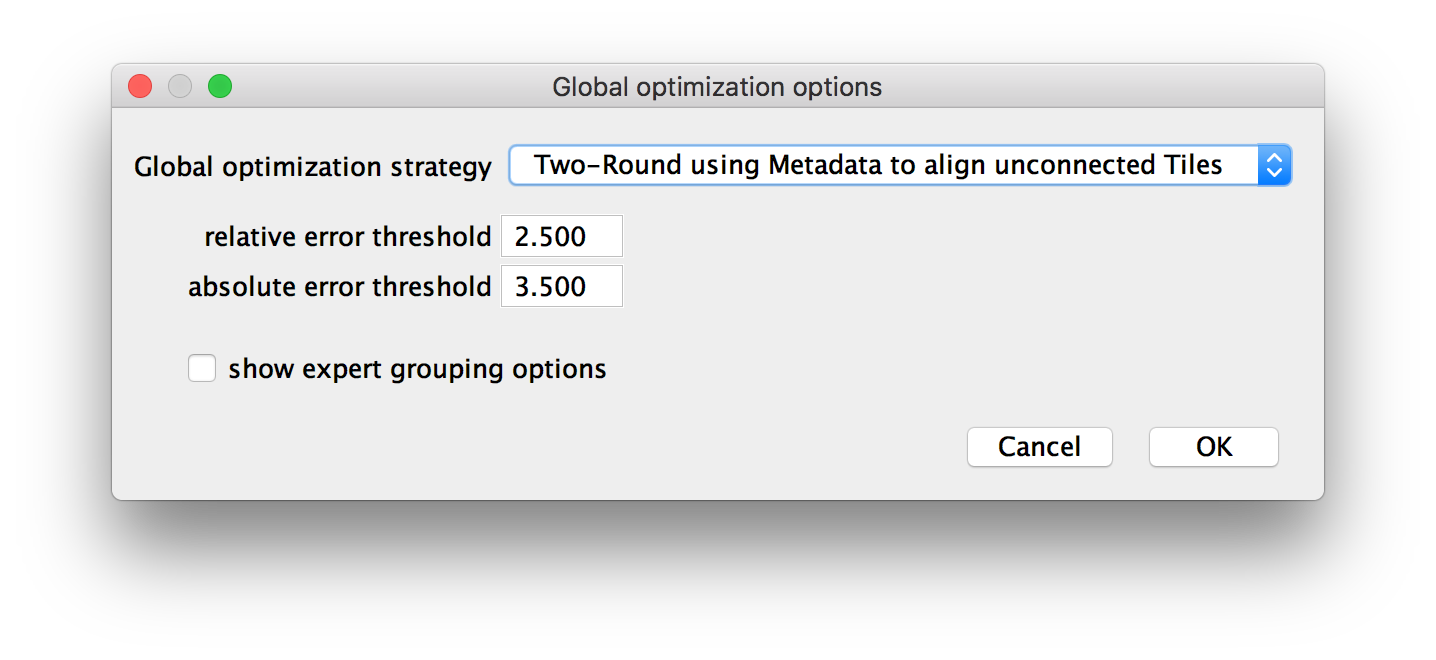 Global optimization options
Global optimization strategy Two-Round using Metadata to align unconnected Tiles
relative error threshold 2.500
absolute error threshold 3.500
show expert grouping options
Cancel OK